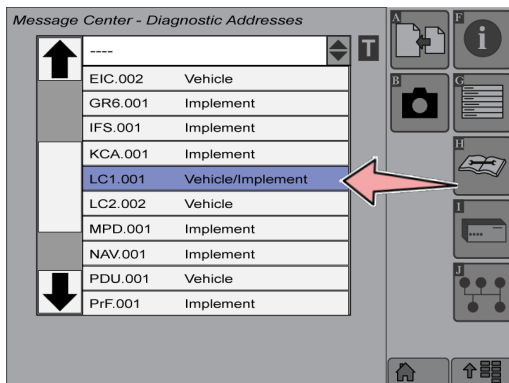 Message Center - Diagnostic Addresses
----
T
EIC.002 Vehicle
GR6.001 Implement
IFS.001 Implement
KCA.001 Implement
LC1.001 Vehicle/Implement
LC2.002 Vehicle
MPD.001 Implement
NAV.001 Implement
PDU.001 Vehicle
PrF.001 Implement
A
F
i
B
G
H
I
J